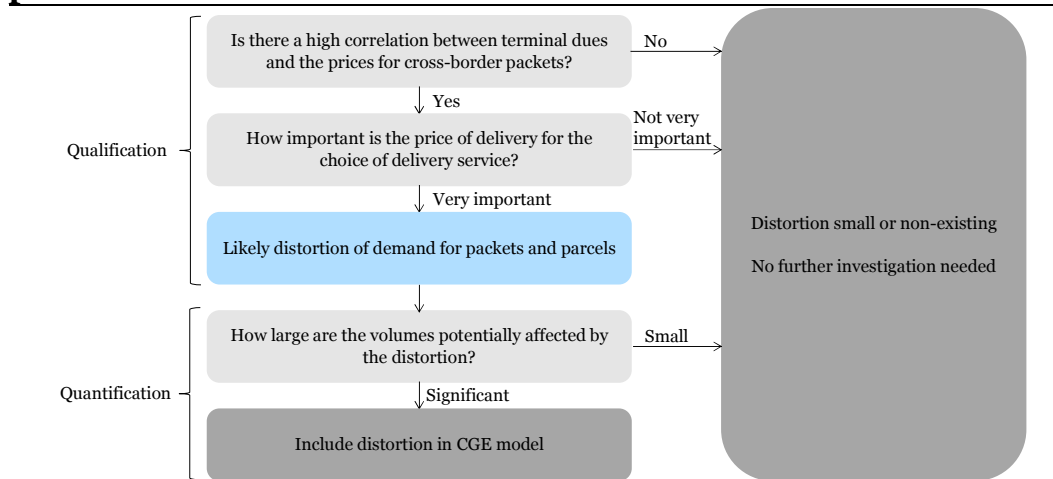 Is there a high correlation between terminal dues
and the prices for cross-border packets?
No
Yes
How important is the price of delivery for the
choice of delivery service?
Not very
important
Qualification
Very important
Likely distortion of demand for packets and parcels
Distortion small or non-existing
No further investigation needed
How large are the volumes potentially affected by
the distortion?
Small
Quantification
Significant
Include distortion in CGE model